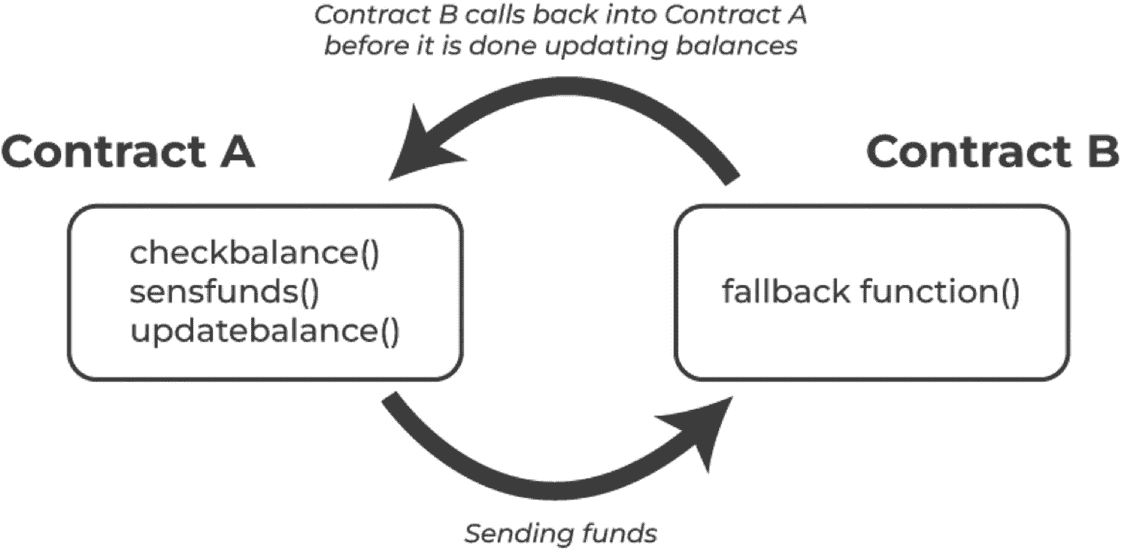 Contract B calls back into Contract A
before it is done updating balances
Contract A
Contract B
checkbalance()
sensfunds()
updatebalance()
fallback function()
Sending funds